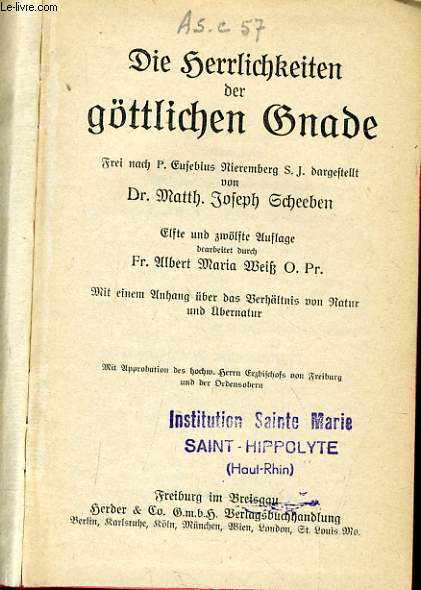 Le-livre.com
As. c 57
Die Herrlichkeiten
der
göttlichen Gnade
Frei nach P. Eusebius Nieremberg S. J. dargestellt
von
Dr. Matth. Joseph Scheeben
Elfte und zwölfte Auflage
bearbeitet durch
Fr. Albert Maria Weiß O. Pr.
Mit einem Anhang über das Verhältnis von Natur
und Übernatur
Mit Approbation des hochw. Herrn Erzbischofs von Freiburg
und der Ordensobern
Institution Sainte Marie
SAINT-HIPPOLYTE
(Haut-Rhin)
Freiburg im Breisgau
Herder & Co. G.m.b.H. Verlagsbuchhandlung
Berlin, Karlsruhe, Köln, München, Wien, London, St. Louis Mo.